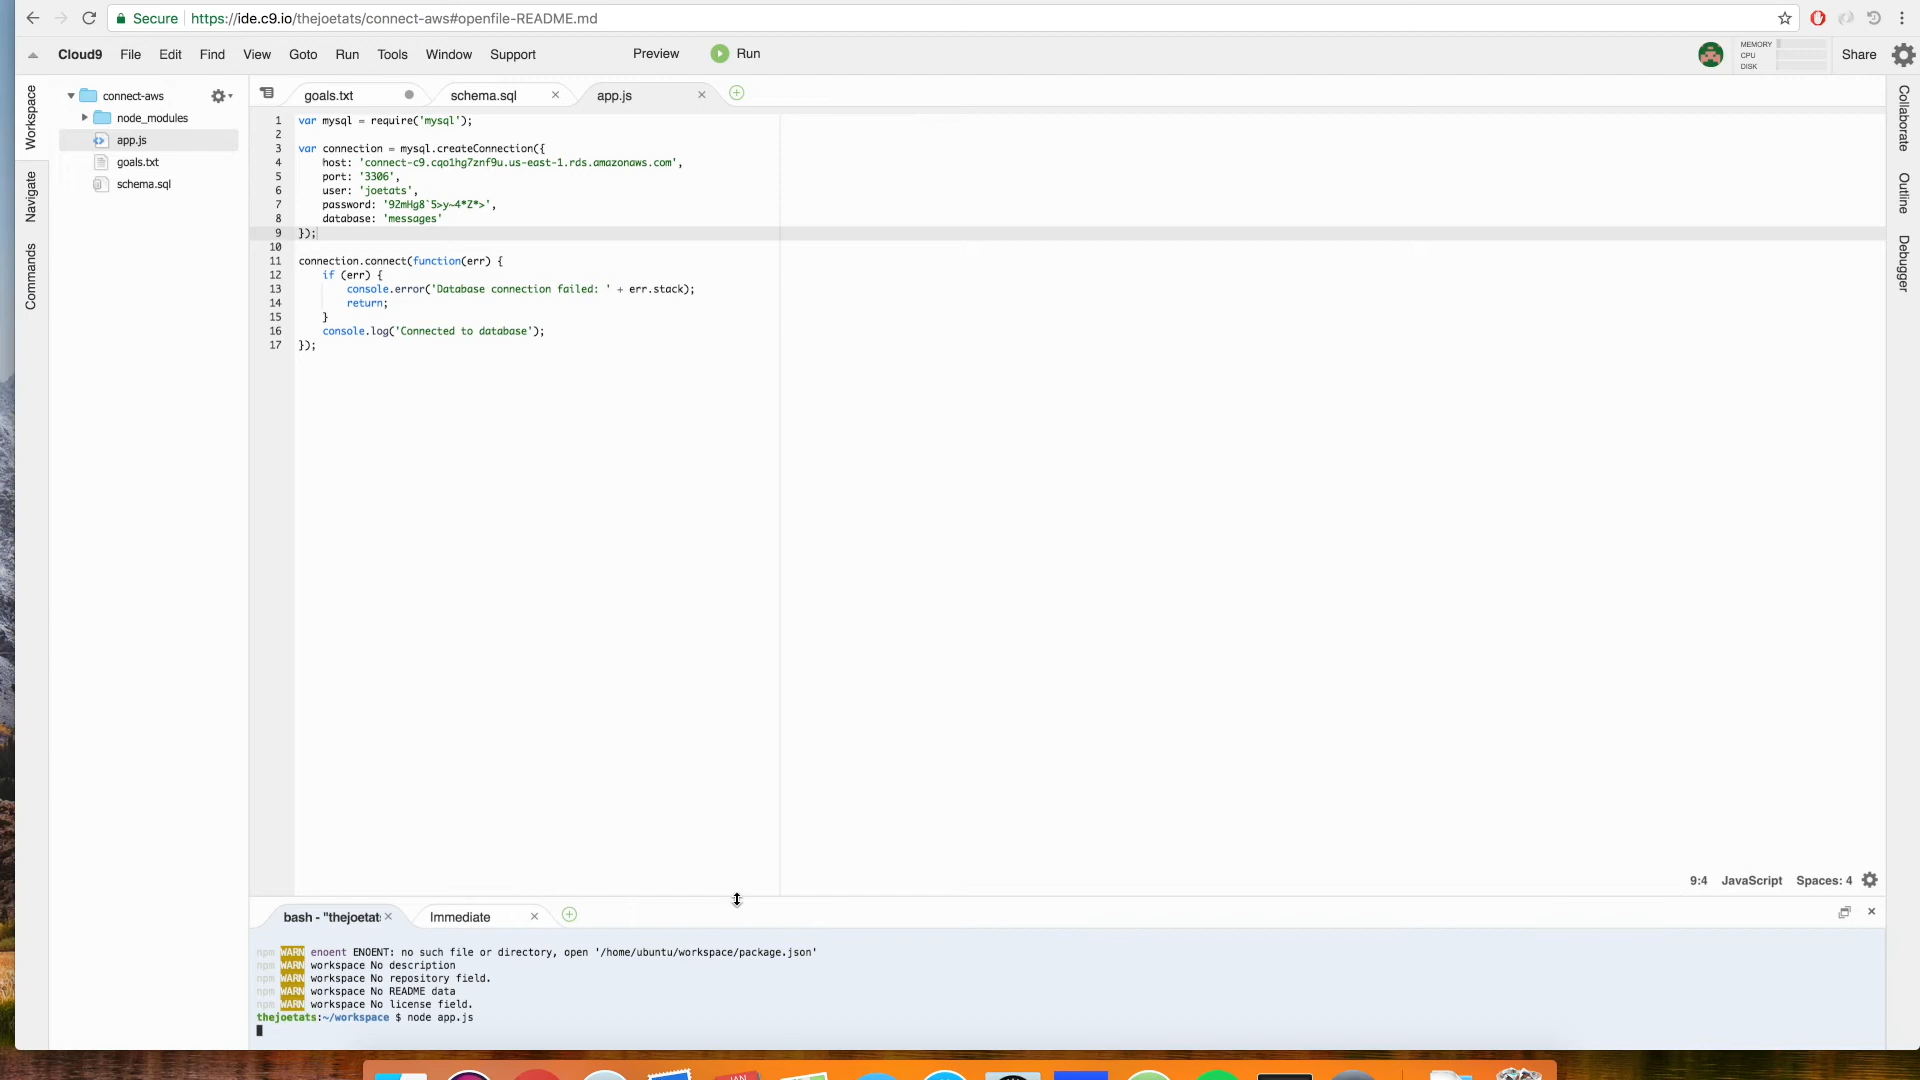 Secure https://ide.c9.io/thejoetats/connect-aws#openfile-README.md
Cloud9 File Edit Find View Goto Run Tools Window Support Preview Run MEMORY CPU DISK Share
Workspace
Navigate
Commands
connect-aws
node_modules
app.js
goals.txt
schema.sql
goals.txt schema.sql app.js
1 var mysql = require('mysql');
2
3 var connection = mysql.createConnection({
4 host: 'connect-c9.cqo1hg7znf9u.us-east-1.rds.amazonaws.com',
5 port: '3306',
6 user: 'joetats',
7 password: '92mHg8`5>y~4*Z*>',
8 database: 'messages'
9 });
10
11 connection.connect(function(err) {
12 if (err) {
13 console.error('Database connection failed: ' + err.stack);
14 return;
15 }
16 console.log('Connected to database');
17 });
Collaborate
Outline
Debugger
9:4 JavaScript Spaces: 4
bash - "thejoetat Immediate
npm WARN enoent ENOENT: no such file or directory, open '/home/ubuntu/workspace/package.json'
npm WARN workspace No description
npm WARN workspace No repository field.
npm WARN workspace No README data
npm WARN workspace No license field.
thejoetats:~/workspace $ node app.js
JAN